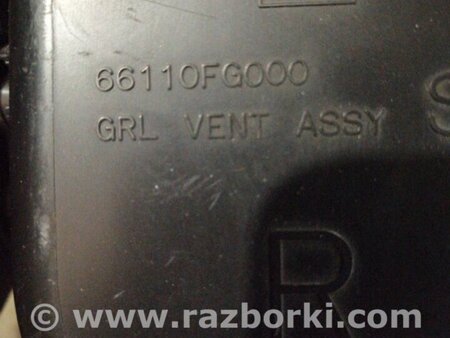 66110FG000
GRL VENT ASSY S
R
© www.razborki.com